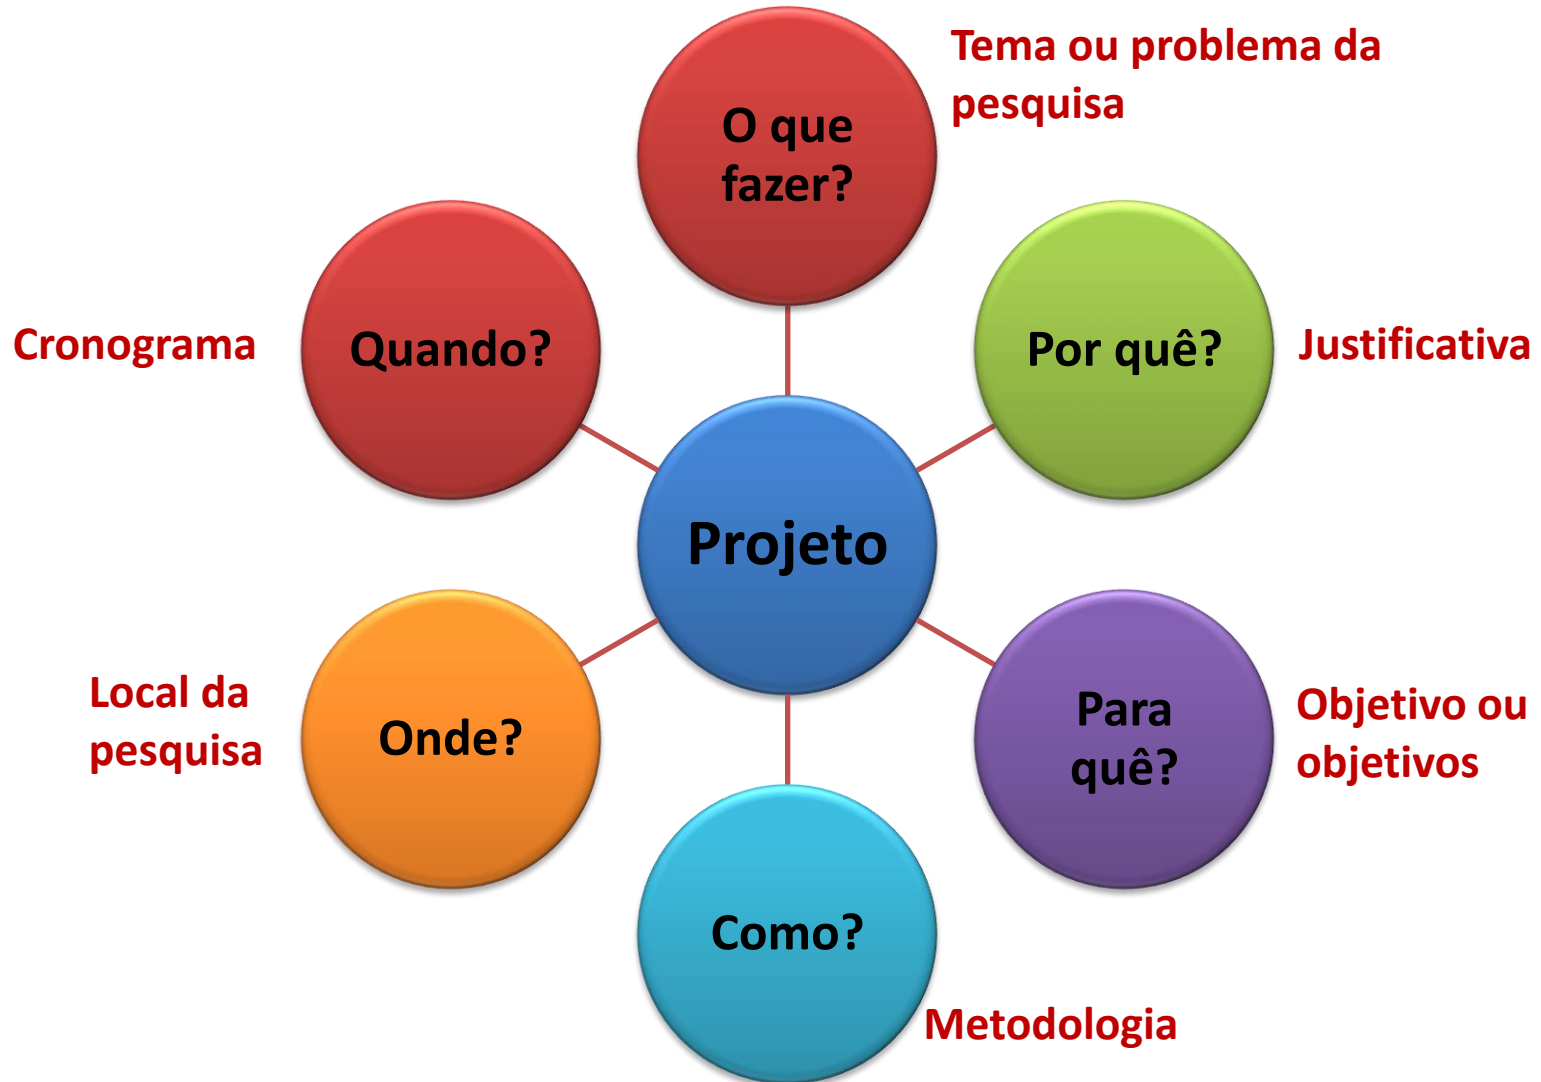 Tema ou problema da
pesquisa
O que
fazer?
Cronograma
Quando?
Por quê?
Justificativa
Projeto
Local da
pesquisa
Onde?
Para
quê?
Objetivo ou
objetivos
Como?
Metodologia